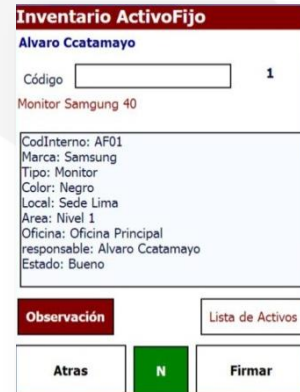 Inventario ActivoFijo
Alvaro Ccatamayo
Código 1
Monitor Samgung 40
CodInterno: AF01
Marca: Samsung
Tipo: Monitor
Color: Negro
Local: Sede Lima
Area: Nivel 1
Oficina: Oficina Principal
responsable: Alvaro Ccatamayo
Estado: Bueno
Observación Lista de Activos
Atras N Firmar